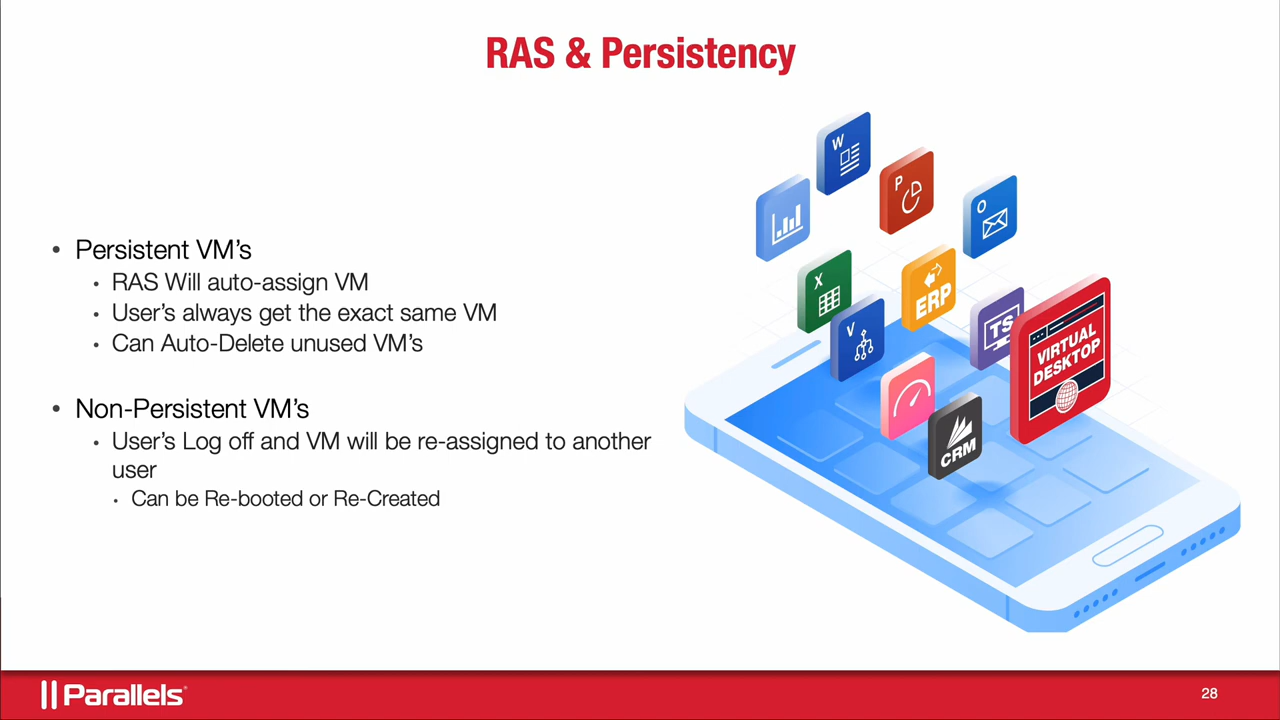 RAS & Persistency
• Persistent VM’s
• RAS Will auto-assign VM
• User’s always get the exact same VM
• Can Auto-Delete unused VM’s
• Non-Persistent VM’s
• User’s Log off and VM will be re-assigned to another
user
• Can be Re-booted or Re-Created
W
P
O
X
ERP
V
TS
VIRTUAL
DESKTOP
CRM
Parallels®
28